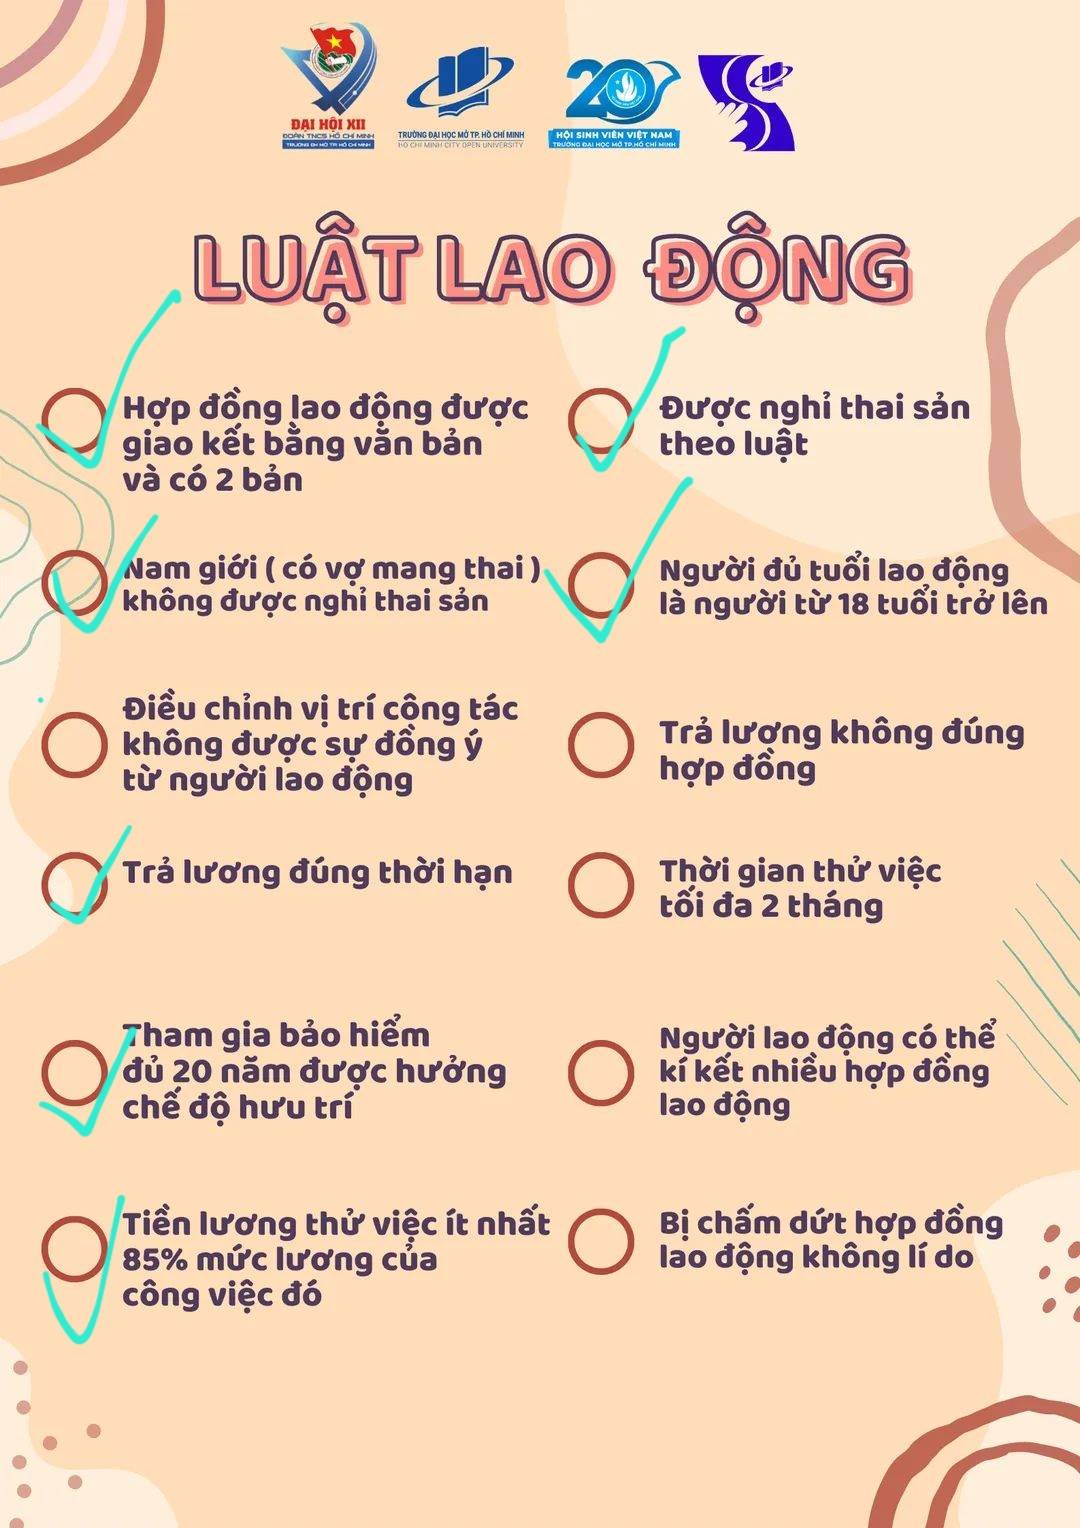 ĐẠI HỘI XII
ĐOÀN TNCS HỒ CHÍ MINH
TRƯỜNG ĐH MỞ TP. HỒ CHÍ MINH
TRƯỜNG ĐẠI HỌC MỞ TP. HỒ CHÍ MINH
HO CHI MINH CITY OPEN UNIVERSITY
20
HỘI SINH VIÊN VIỆT NAM
TRƯỜNG ĐẠI HỌC MỞ TP.HỒ CHÍ MINH
LUẬT LAO ĐỘNG
Hợp đồng lao động được
giao kết bằng văn bản
và có 2 bản
Được nghỉ thai sản
theo luật
Nam giới ( có vợ mang thai )
không được nghỉ thai sản
Người đủ tuổi lao động
là người từ 18 tuổi trở lên
Điều chỉnh vị trí công tác
không được sự đồng ý
từ người lao động
Trả lương không đúng
hợp đồng
Trả lương đúng thời hạn
Thời gian thử việc
tối đa 2 tháng
Tham gia bảo hiểm
đủ 20 năm được hưởng
chế độ hưu trí
Người lao động có thể
kí kết nhiều hợp đồng
lao động
Tiền lương thử việc ít nhất
85% mức lương của
công việc đó
Bị chấm dứt hợp đồng
lao động không lí do